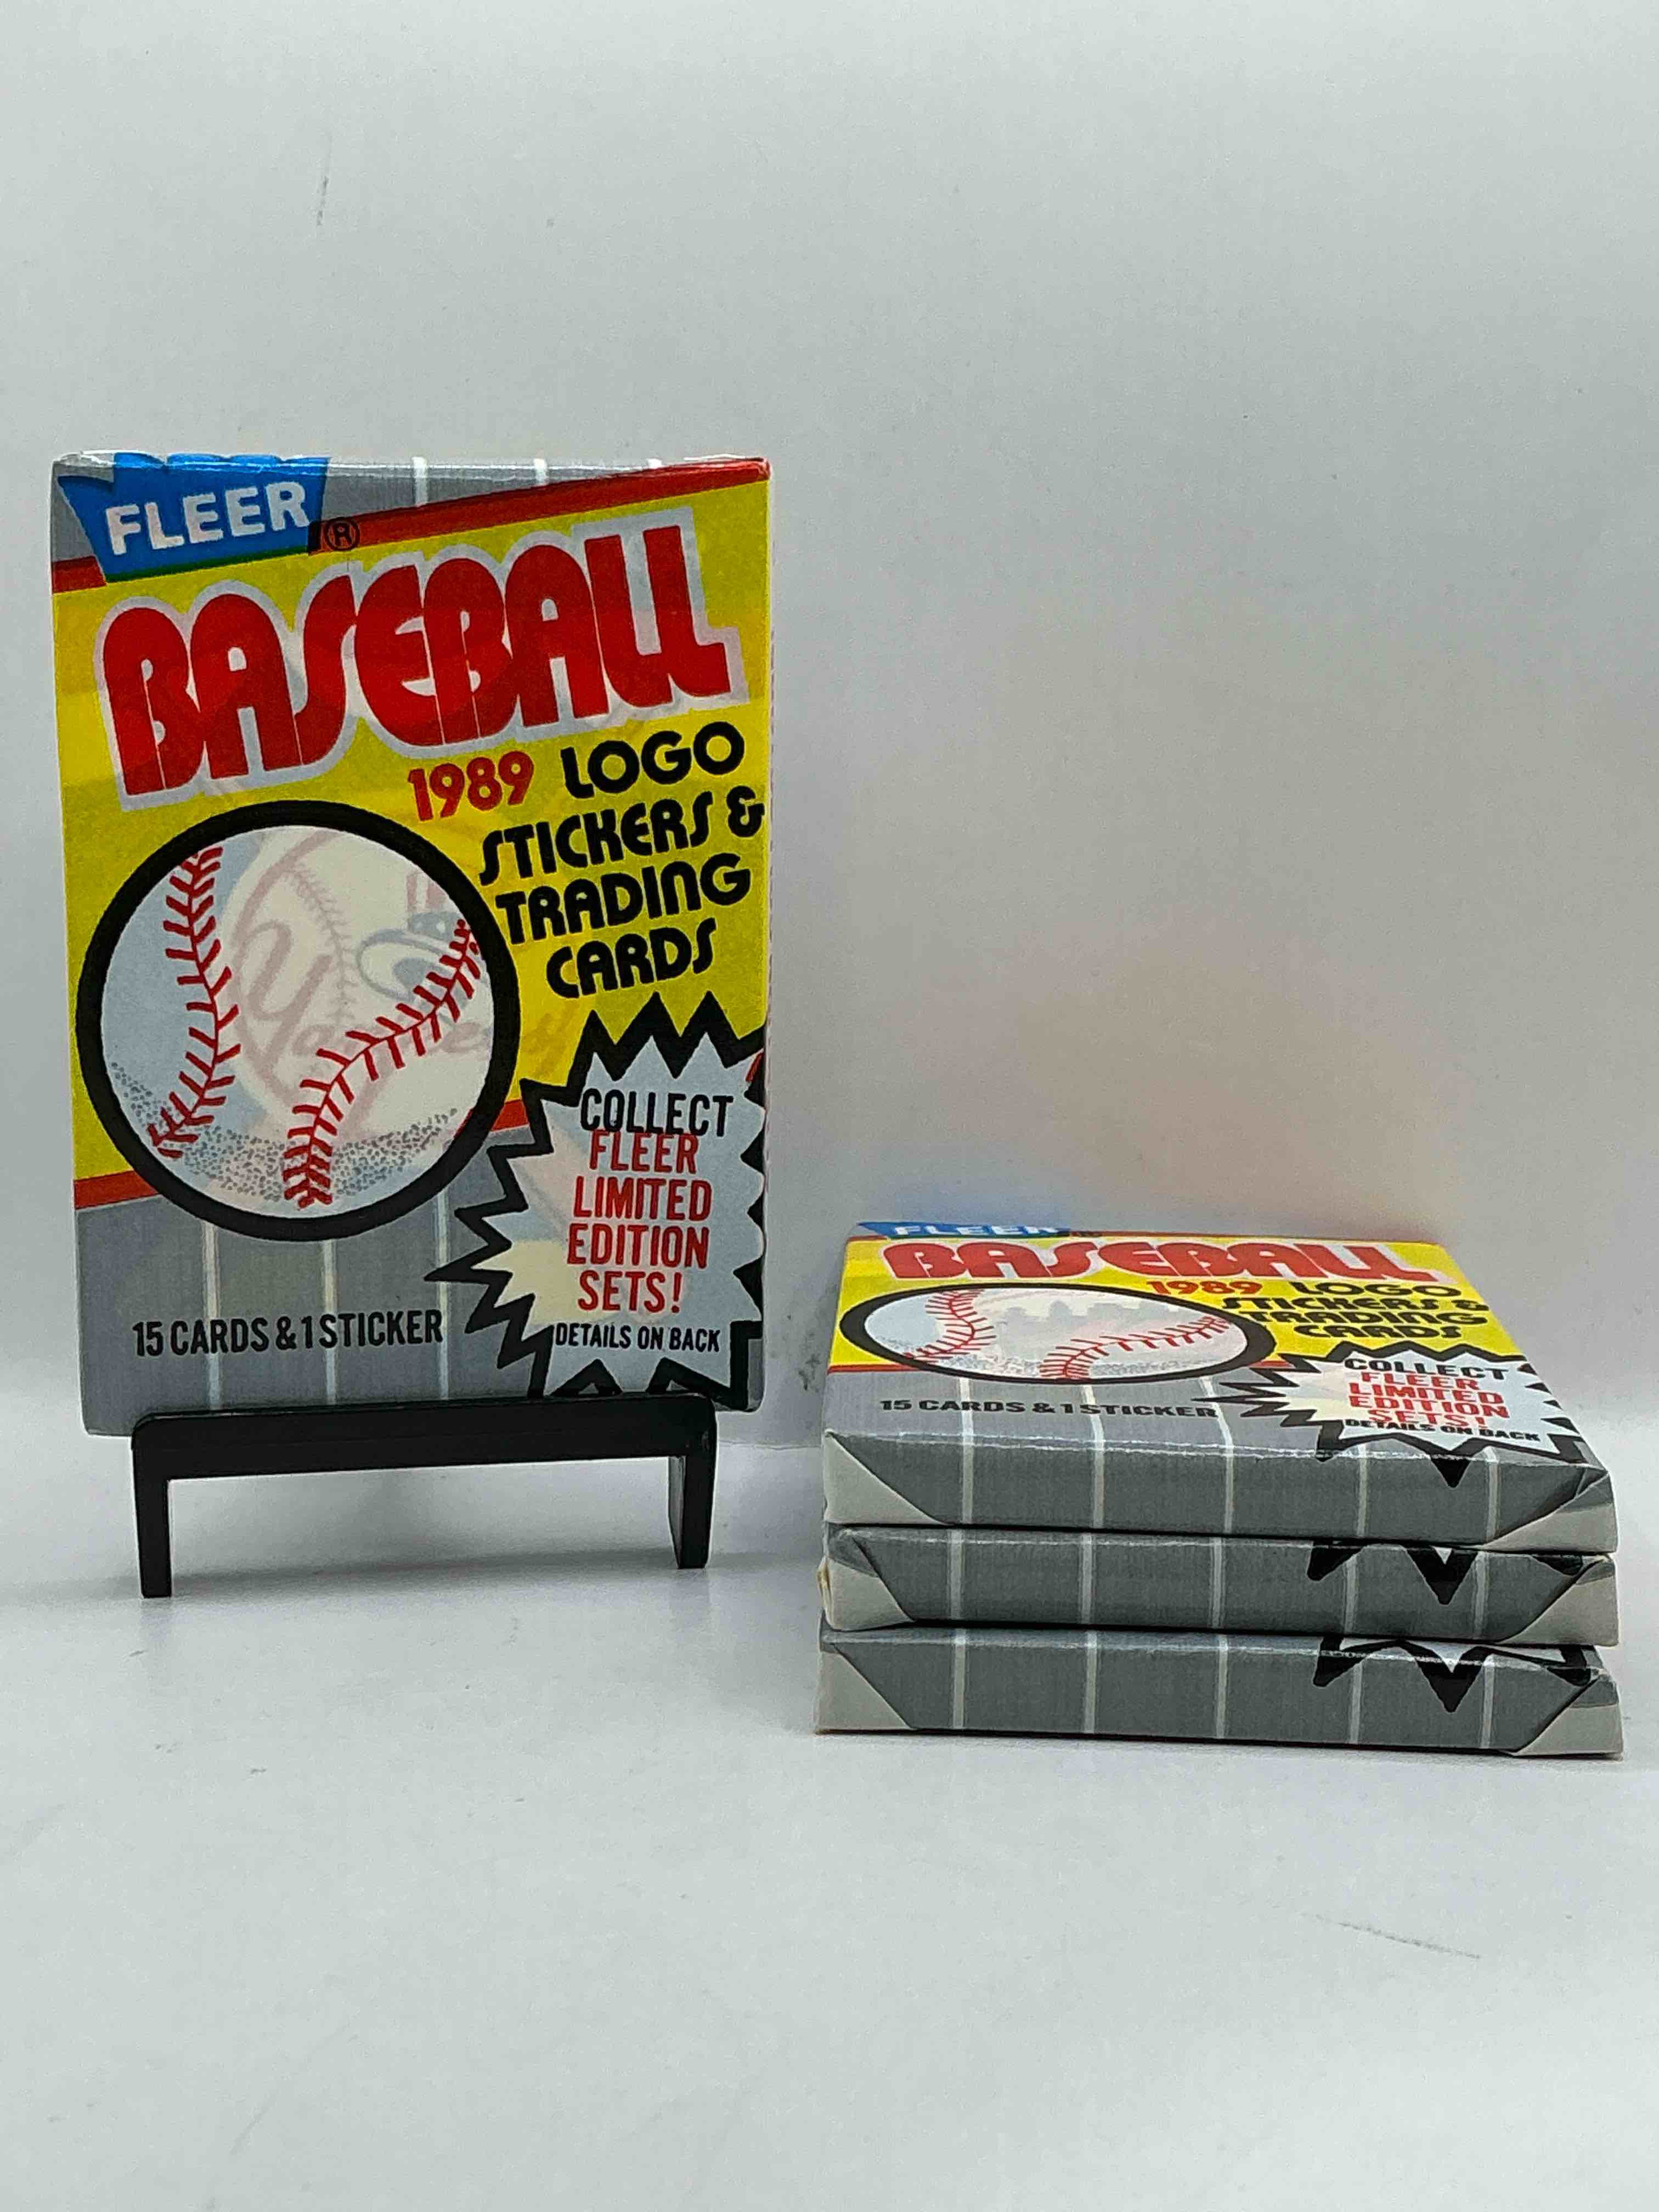 FLEER
®
BASEBALL
1989 LOGO
STICKERS &
TRADING
CARDS
Yankees
COLLECT
FLEER
LIMITED
EDITION
SETS!
DETAILS ON BACK
15 CARDS & 1 STICKER
FLEER
BASEBALL
1989 LOGO
STICKERS &
TRADING
CARDS
COLLECT
FLEER
LIMITED
EDITION
SETS!
DETAILS ON BACK
15 CARDS & 1 STICKER